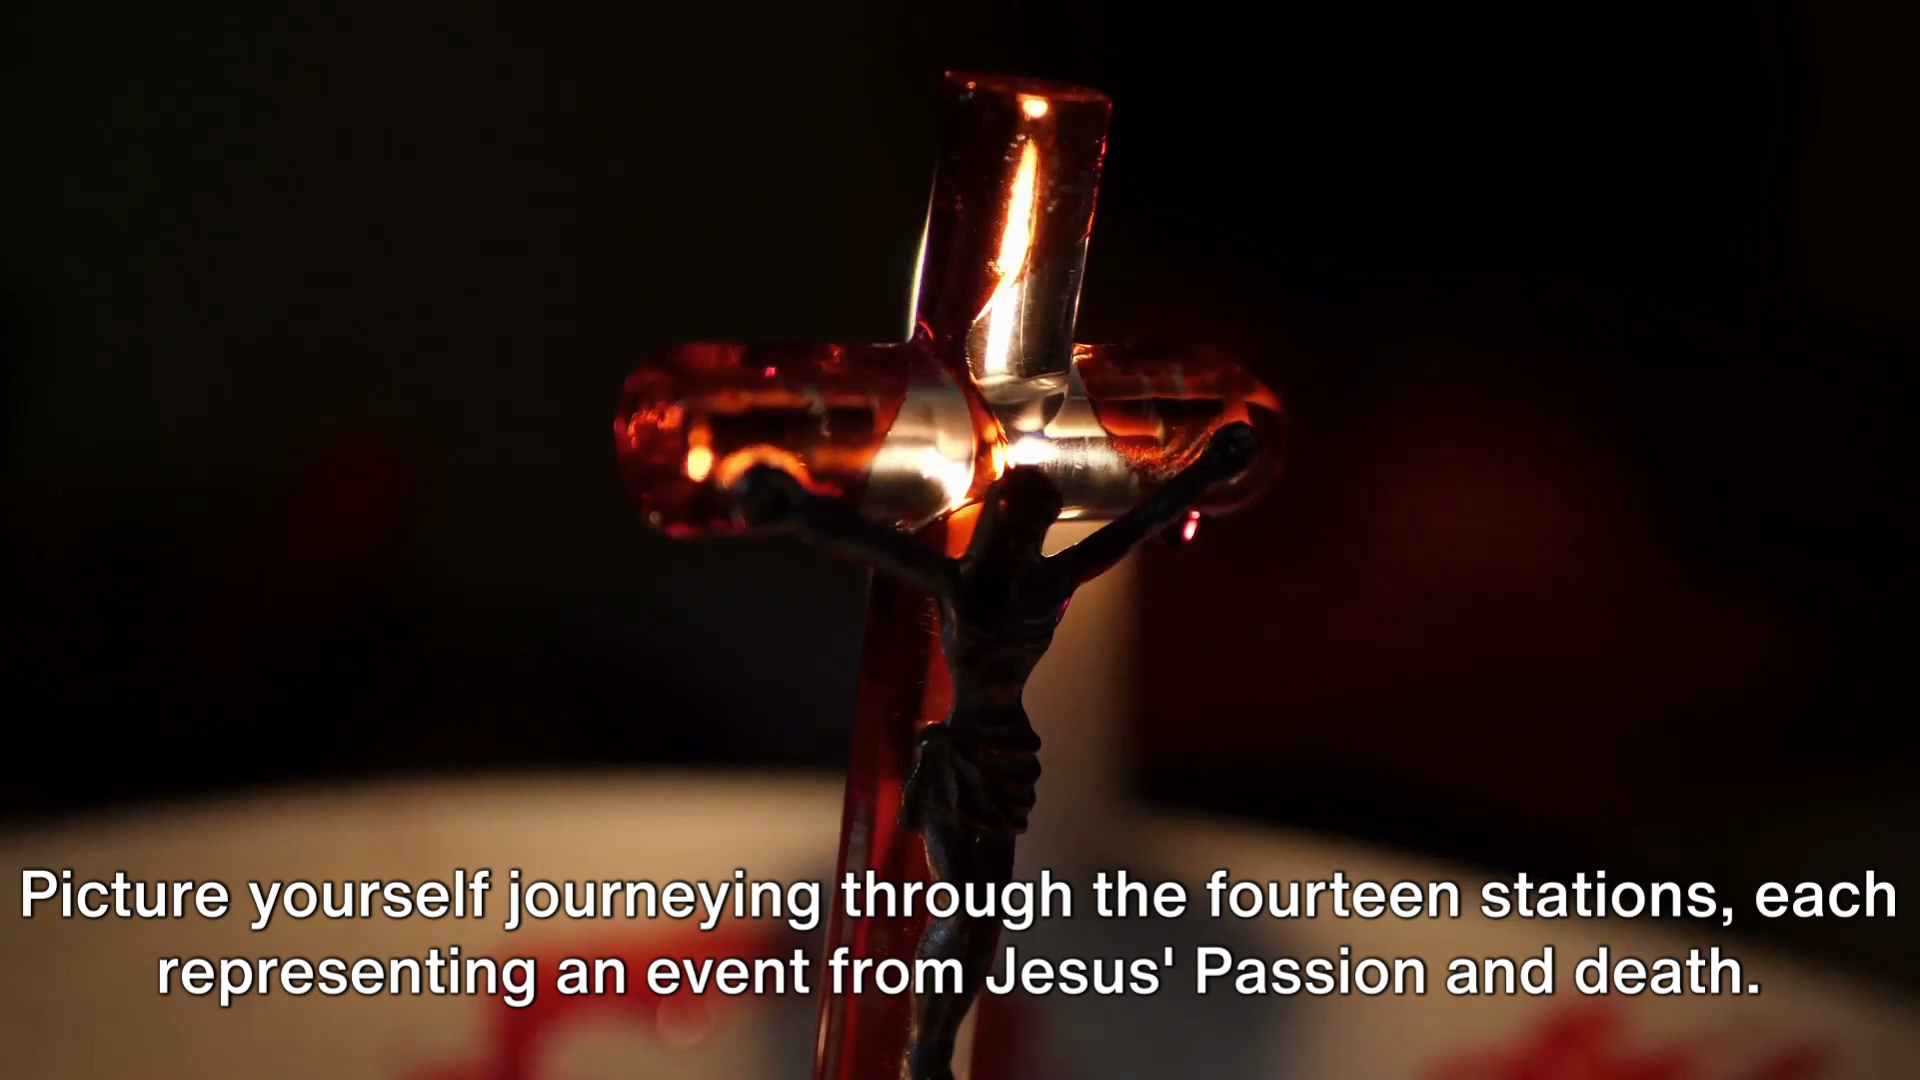 Picture yourself journeying through the fourteen stations, each
representing an event from Jesus' Passion and death.